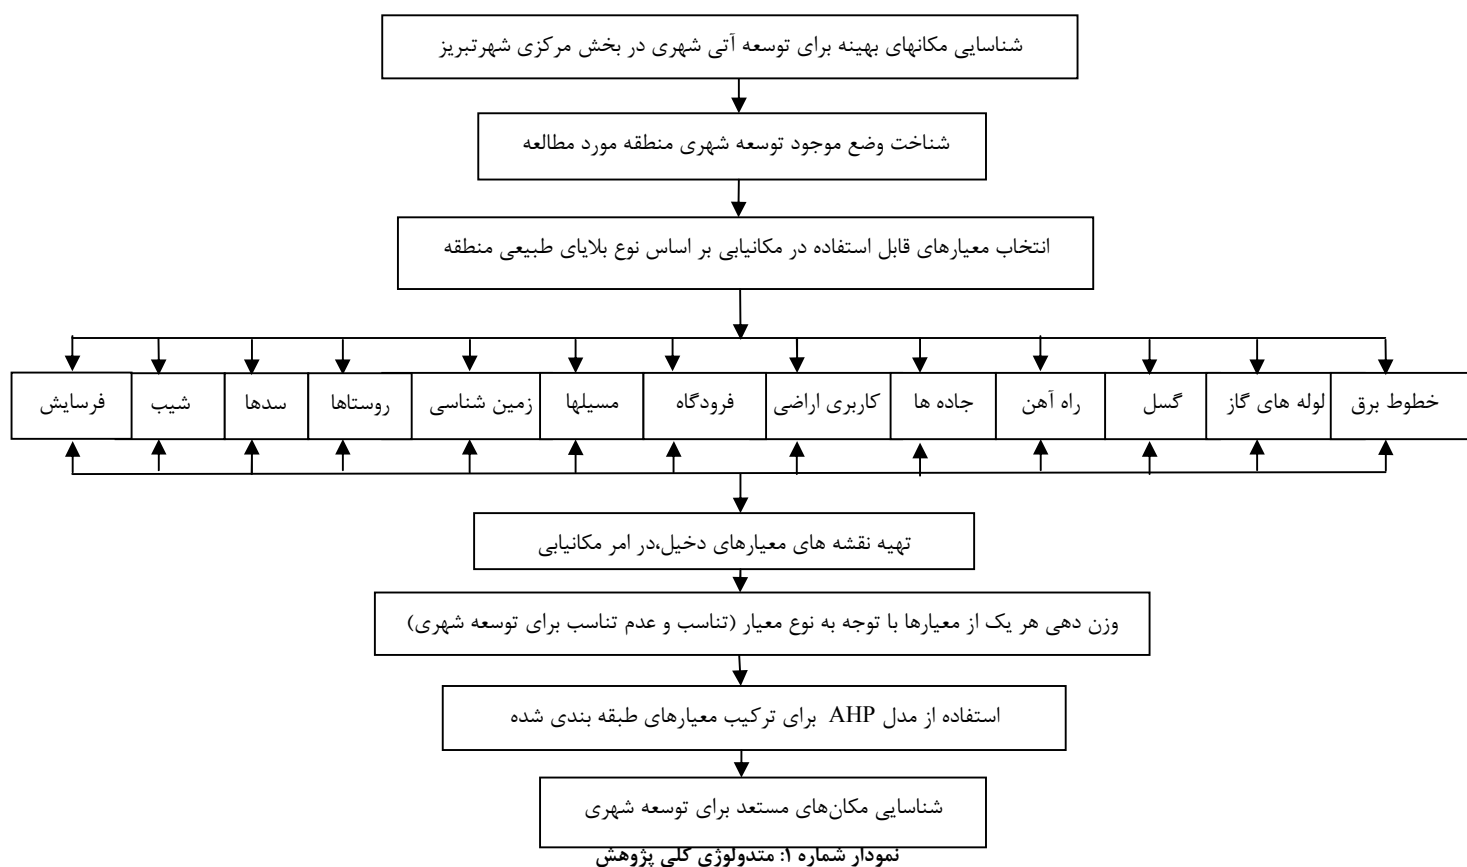 شناسایی مکانهای بهینه برای توسعه آتی شهری در بخش مرکزی شهرتبریز
شناخت وضع موجود توسعه شهری منطقه مورد مطالعه
انتخاب معیارهای قابل استفاده در مکانیابی بر اساس نوع بلایای طبیعی منطقه
خطوط برق
لوله های گاز
گسل
راه آهن
جاده ها
کاربری اراضی
فرودگاه
مسیلها
زمین شناسی
روستاها
سدها
شیب
فرسایش
تهیه نقشه های معیارهای دخیل،در امر مکانیابی
وزن دهی هر یک از معیارها با توجه به نوع معیار (تناسب و عدم تناسب برای توسعه شهری)
استفاده از مدل AHP برای ترکیب معیارهای طبقه بندی شده
شناسایی مکان‌های مستعد برای توسعه شهری
نمودار شماره ۱: متدولوژی کلی پژوهش